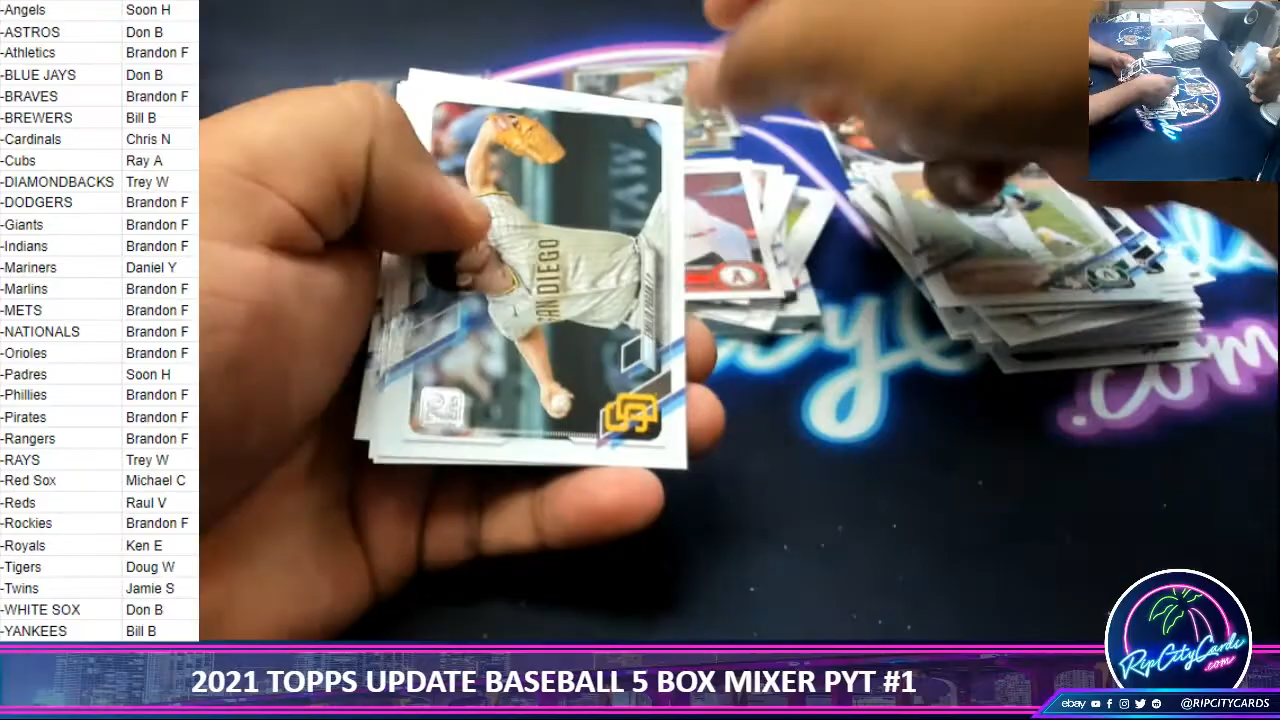 -Angels Soon H
-ASTROS Don B
-Athletics Brandon F
-BLUE JAYS Don B
-BRAVES Brandon F
-BREWERS Bill B
-Cardinals Chris N
-Cubs Ray A
-DIAMONDBACKS Trey W
-DODGERS Brandon F
-Giants Brandon F
-Indians Brandon F
-Mariners Daniel Y
-Marlins Brandon F
-METS Brandon F
-NATIONALS Brandon F
-Orioles Brandon F
-Padres Soon H
-Phillies Brandon F
-Pirates Brandon F
-Rangers Brandon F
-RAYS Trey W
-Red Sox Michael C
-Reds Raul V
-Rockies Brandon F
-Royals Ken E
-Tigers Doug W
-Twins Jamie S
-WHITE SOX Don B
-YANKEES Bill B
SAN DIEGO
SD
A
.com
RipCityCards
.com
2021 TOPPS UPDATE BASEBALL 5 BOX MIXER PYT #1
ebay @RIPCITYCARDS